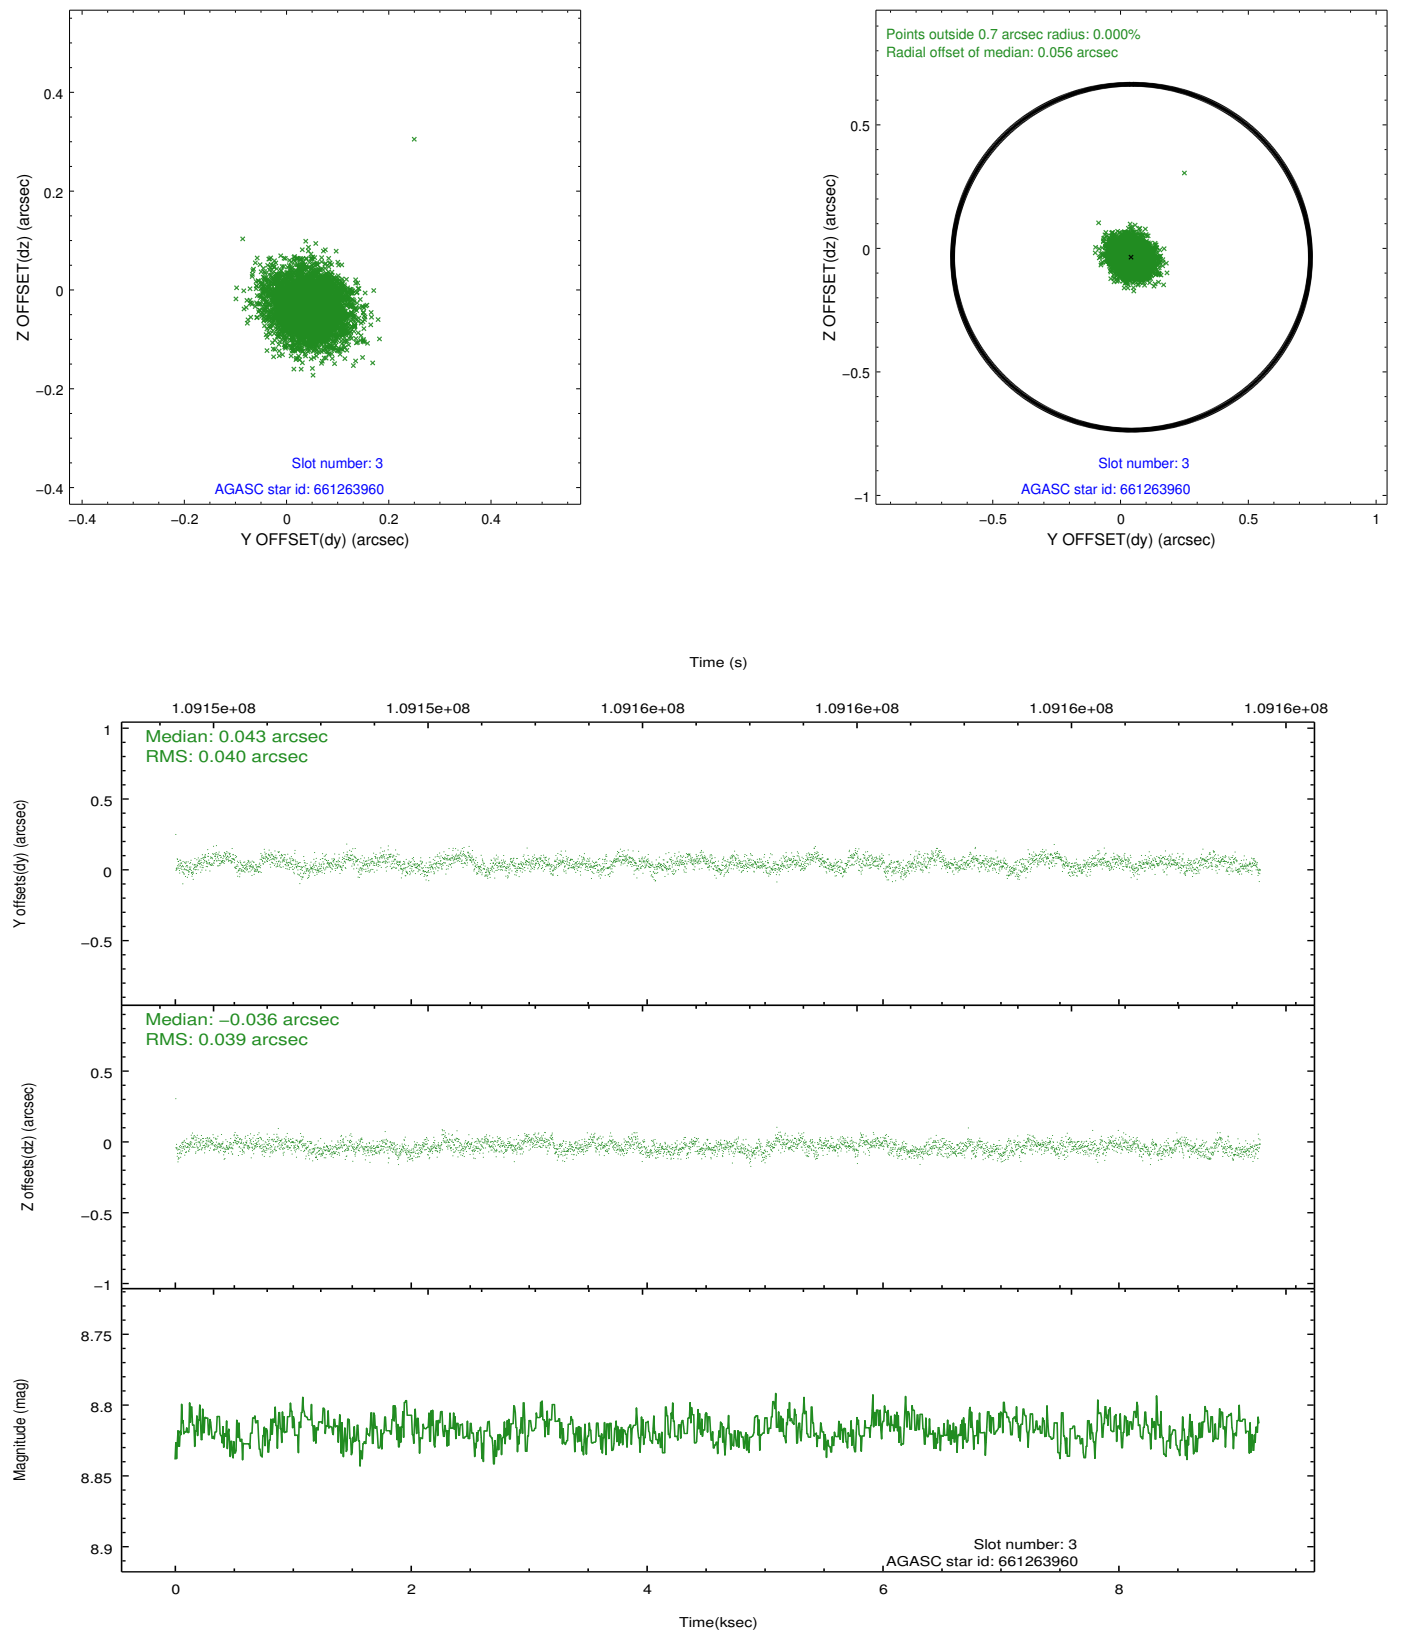 0.4
0.2
0
−0.2
−0.4
Z OFFSET(dz) (arcsec)
Slot number: 3
AGASC star id: 661263960
−0.4 −0.2 0 0.2 0.4
Y OFFSET(dy) (arcsec)
Points outside 0.7 arcsec radius: 0.000%
Radial offset of median: 0.056 arcsec
0.5
0
−0.5
−1
Z OFFSET(dz) (arcsec)
Slot number: 3
AGASC star id: 661263960
−0.5 0 0.5 1
Y OFFSET(dy) (arcsec)
Time (s)
1.0915e+08 1.0915e+08 1.0916e+08 1.0916e+08 1.0916e+08 1.0916e+08
Median: 0.043 arcsec
RMS: 0.040 arcsec
1
0.5
0
−0.5
Y offsets(dy) (arcsec)
Median: −0.036 arcsec
RMS: 0.039 arcsec
0.5
0
−0.5
−1
Z offsets(dz) (arcsec)
8.75
8.8
8.85
8.9
Magnitude (mag)
Slot number: 3
AGASC star id: 661263960
0 2 4 6 8
Time(ksec)